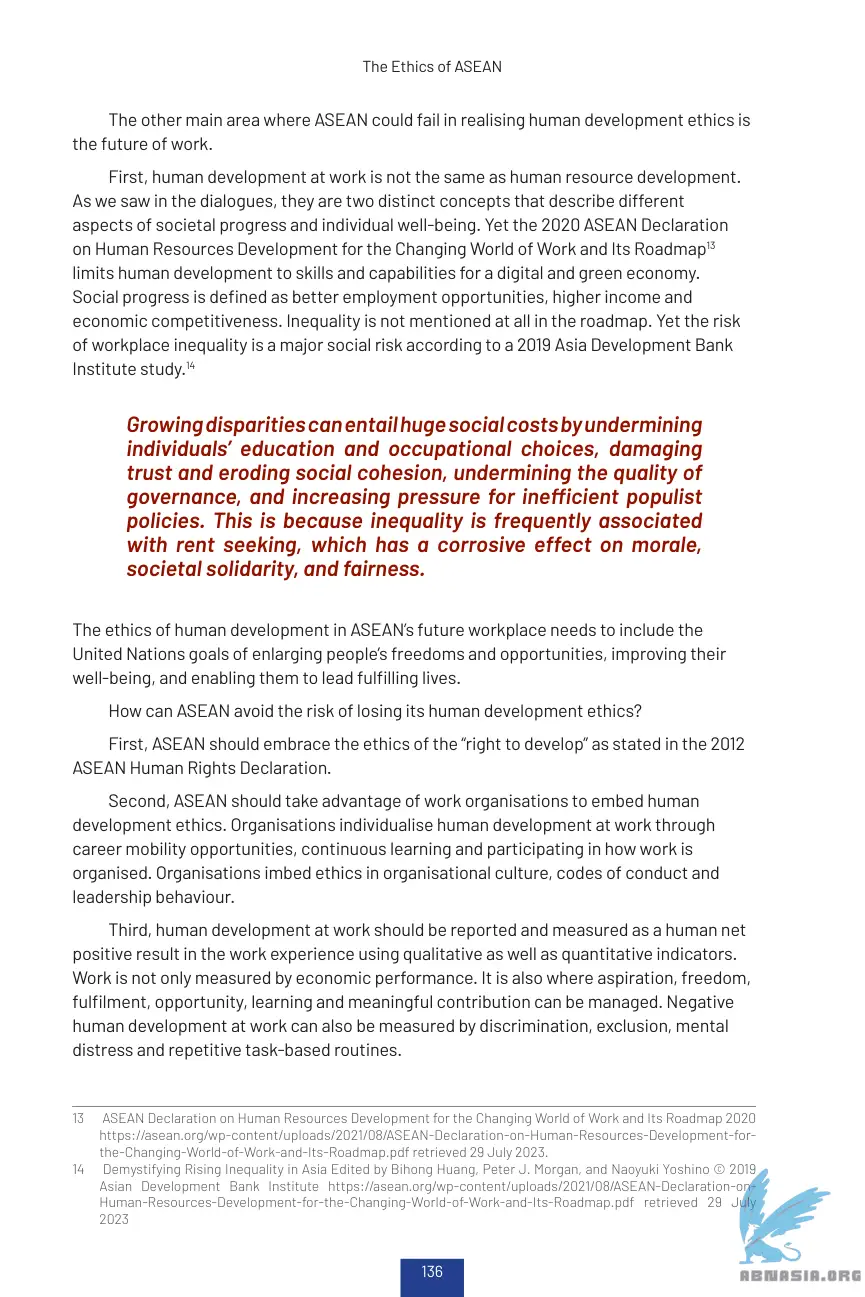 The Ethics of ASEAN
The other main area where ASEAN could fail in realising human development ethics is
the future of work.
First, human development at work is not the same as human resource development.
As we saw in the dialogues, they are two distinct concepts that describe different
aspects of societal progress and individual well-being. Yet the 2020 ASEAN Declaration
on Human Resources Development for the Changing World of Work and Its Roadmap13
limits human development to skills and capabilities for a digital and green economy.
Social progress is defined as better employment opportunities, higher income and
economic competitiveness. Inequality is not mentioned at all in the roadmap. Yet the risk
of workplace inequality is a major social risk according to a 2019 Asia Development Bank
Institute study.14
Growing disparities can entail huge social costs by undermining
individuals’ education and occupational choices, damaging
trust and eroding social cohesion, undermining the quality of
governance, and increasing pressure for inefficient populist
policies. This is because inequality is frequently associated
with rent seeking, which has a corrosive effect on morale,
societal solidarity, and fairness.
The ethics of human development in ASEAN’s future workplace needs to include the
United Nations goals of enlarging people’s freedoms and opportunities, improving their
well-being, and enabling them to lead fulfilling lives.
How can ASEAN avoid the risk of losing its human development ethics?
First, ASEAN should embrace the ethics of the “right to develop” as stated in the 2012
ASEAN Human Rights Declaration.
Second, ASEAN should take advantage of work organisations to embed human
development ethics. Organisations individualise human development at work through
career mobility opportunities, continuous learning and participating in how work is
organised. Organisations imbed ethics in organisational culture, codes of conduct and
leadership behaviour.
Third, human development at work should be reported and measured as a human net
positive result in the work experience using qualitative as well as quantitative indicators.
Work is not only measured by economic performance. It is also where aspiration, freedom,
fulfilment, opportunity, learning and meaningful contribution can be managed. Negative
human development at work can also be measured by discrimination, exclusion, mental
distress and repetitive task-based routines.
13 ASEAN Declaration on Human Resources Development for the Changing World of Work and Its Roadmap 2020
https://asean.org/wp-content/uploads/2021/08/ASEAN-Declaration-on-Human-Resources-Development-for-
the-Changing-World-of-Work-and-Its-Roadmap.pdf retrieved 29 July 2023.
14 Demystifying Rising Inequality in Asia Edited by Bihong Huang, Peter J. Morgan, and Naoyuki Yoshino © 2019
Asian Development Bank Institute https://asean.org/wp-content/uploads/2021/08/ASEAN-Declaration-on-
Human-Resources-Development-for-the-Changing-World-of-Work-and-Its-Roadmap.pdf retrieved 29 July
2023
136
ABNASIA.ORG